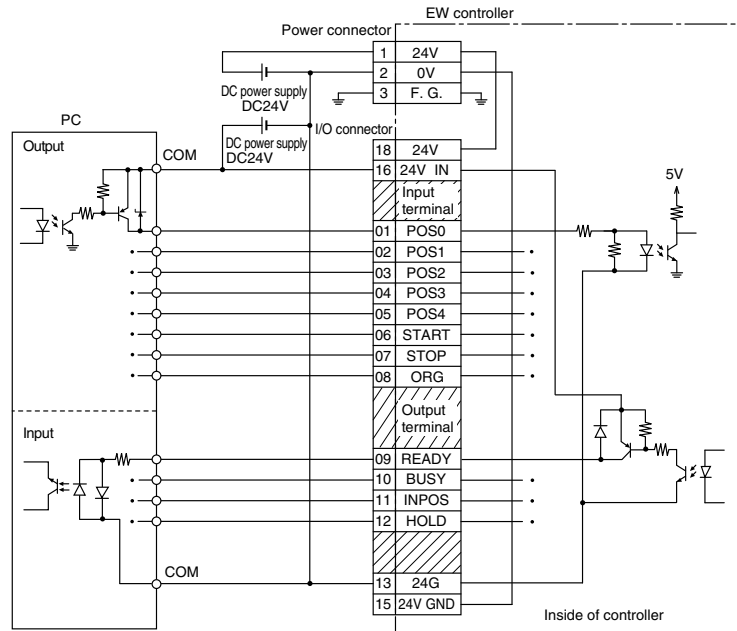 EW controller
Power connector
1 24V
2 0V
3 F. G.
DC power supply
DC24V
DC power supply
DC24V
I/O connector
PC
Output
COM
18 24V
16 24V IN
Input
terminal
5V
01 POS0
02 POS1
03 POS2
04 POS3
05 POS4
06 START
07 STOP
08 ORG
Output
terminal
Input
09 READY
10 BUSY
11 INPOS
12 HOLD
COM
13 24G
15 24V GND
Inside of controller